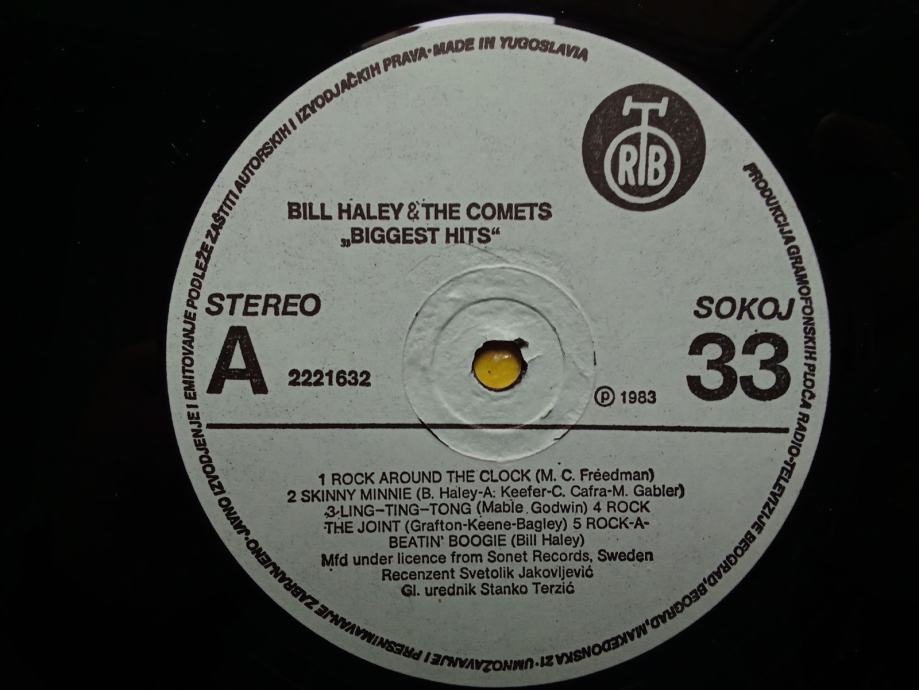 PRODUKCIJA GRAMOFONSKIH PLOČA RADIO-TELEVIZIJE BEOGRAD, BEOGRAD, MAKEDONSKA 21 · UMNOŽAVANJE I PRESNIMAVANJE ZABRANJENO · JAVNO IZVODJENJE I EMITOVANJE PODLEŽE ZAŠTITI AUTORSKIH I IZVODJAČKIH PRAVA · MADE IN YUGOSLAVIA
RTB
BILL HALEY & THE COMETS
„BIGGEST HITS“
STEREO
SOKOJ
A
2221632
℗ 1983
33
1 ROCK AROUND THE CLOCK (M. C. Freedman)
2 SKINNY MINNIE (B. Haley-A. Keefer-C. Cafra-M. Gabler)
3 LING-TING-TONG (Mable Godwin) 4 ROCK
THE JOINT (Grafton-Keene-Bagley) 5 ROCK-A-
BEATIN' BOOGIE (Bill Haley)
Mfd under licence from Sonet Records, Sweden
Recenzent Svetolik Jakovljević
Gl. urednik Stanko Terzić